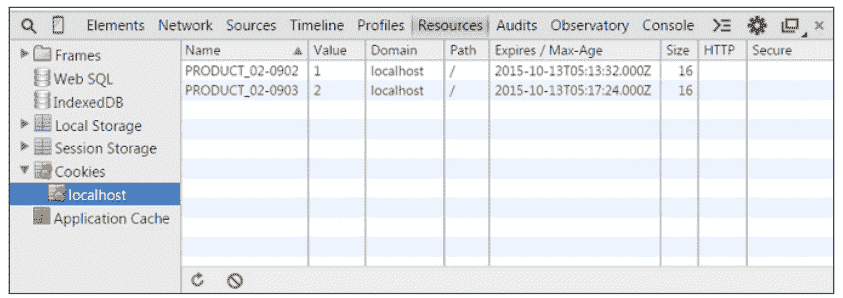 Elements Network Sources Timeline Profiles Resources Audits Observatory Console
Frames
Web SQL
IndexedDB
Local Storage
Session Storage
Cookies
localhost
Application Cache
Name Value Domain Path Expires / Max-Age Size HTTP Secure
PRODUCT_02-0902 1 localhost / 2015-10-13T05:13:32.000Z 16
PRODUCT_02-0903 2 localhost / 2015-10-13T05:17:24.000Z 16